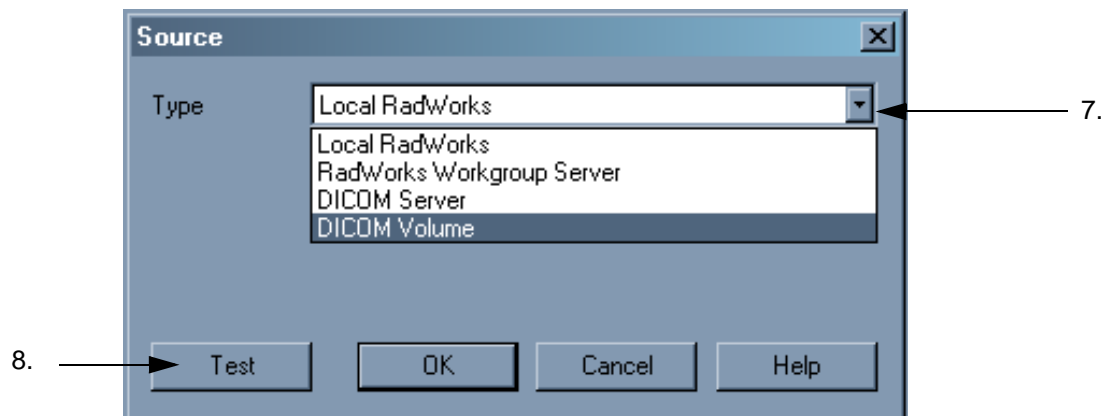 Source
Type
Local RadWorks
7.
Local RadWorks
RadWorks Workgroup Server
DICOM Server
DICOM Volume
8.
Test
OK
Cancel
Help